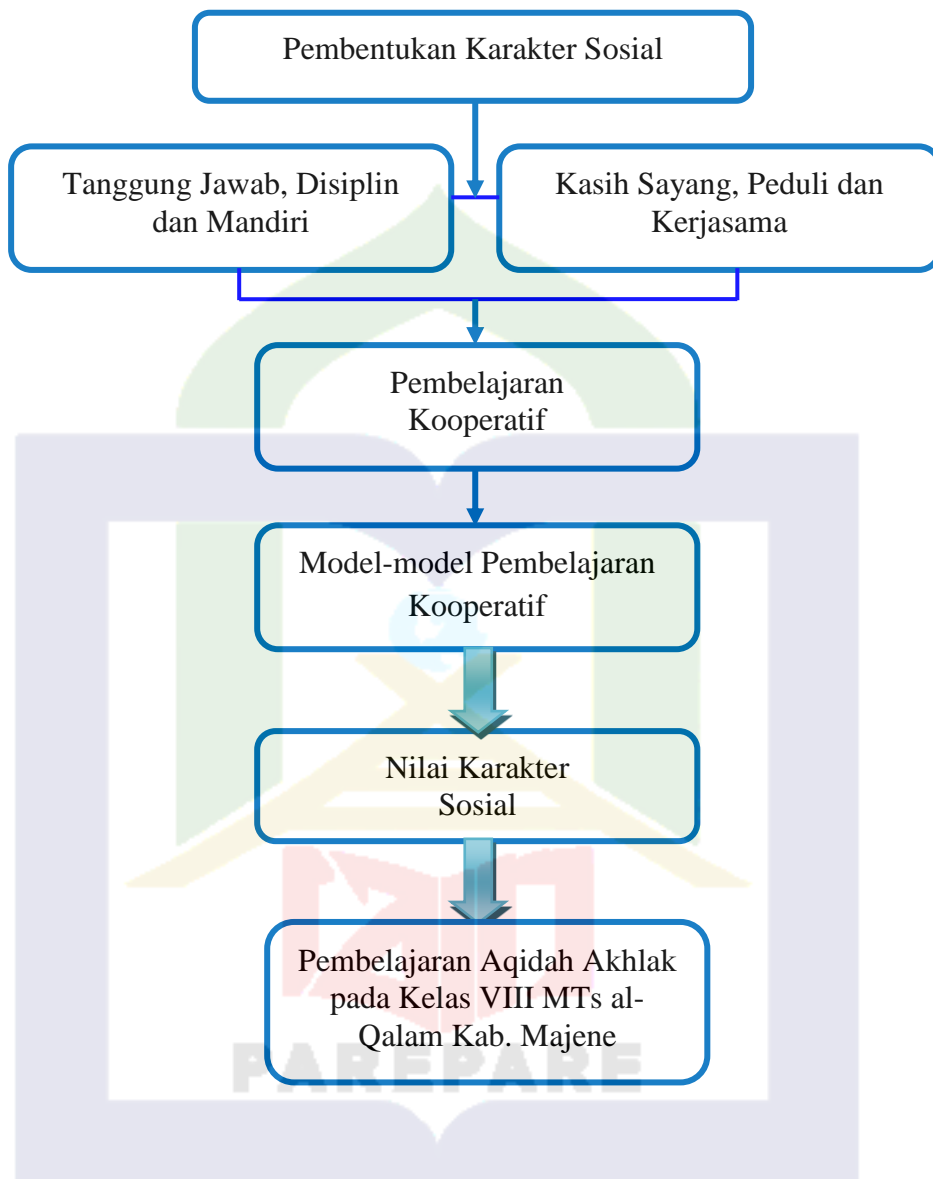 Pembentukan Karakter Sosial
Tanggung Jawab, Disiplin
dan Mandiri
Kasih Sayang, Peduli dan
Kerjasama
Pembelajaran
Kooperatif
Model-model Pembelajaran
Kooperatif
Nilai Karakter
Sosial
Pembelajaran Aqidah Akhlak
pada Kelas VIII MTs al-
Qalam Kab. Majene
PAREPARE